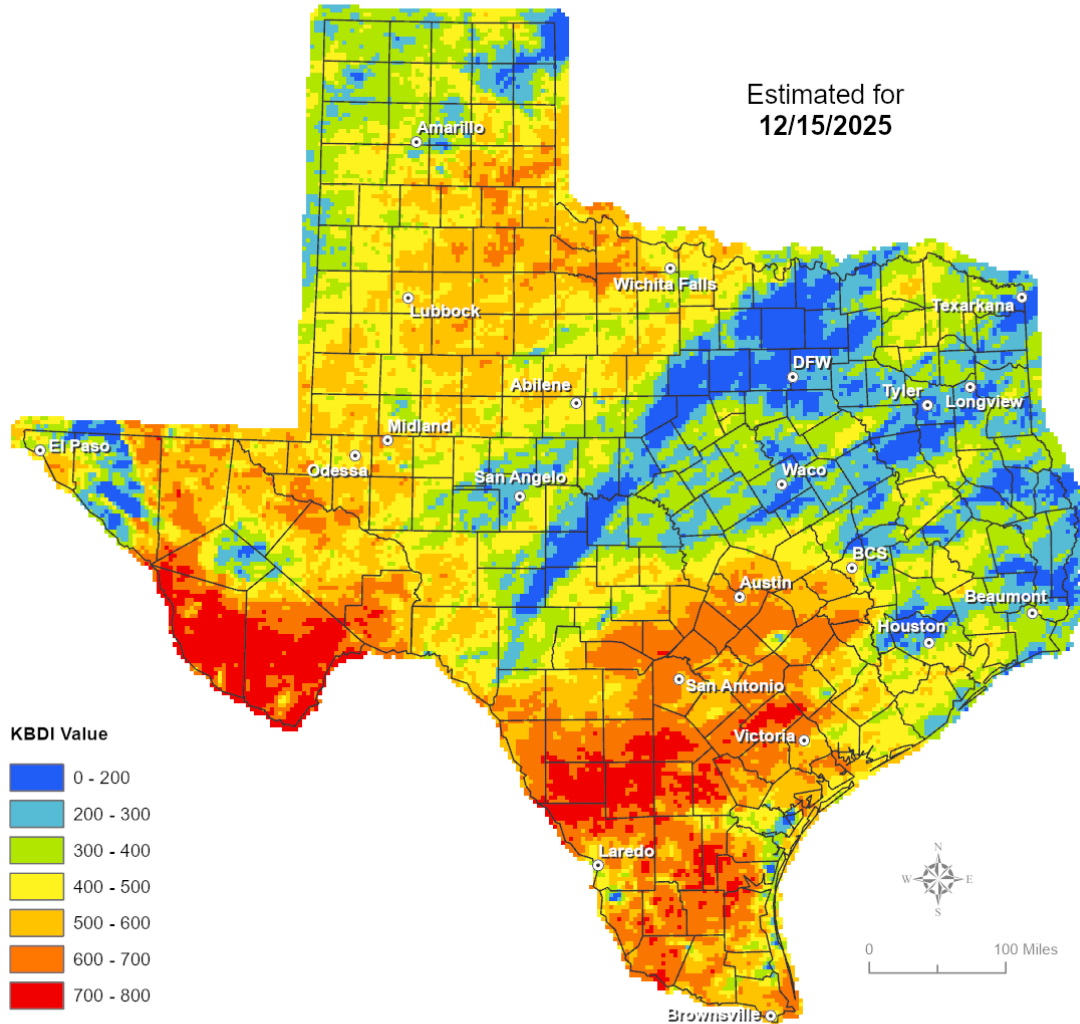 Estimated for
12/15/2025
Amarillo
Wichita Falls
Lubbock
Texarkana
DFW
Abilene
Tyler
Longview
Midland
El Paso
Odessa
San Angelo
Waco
BCS
Austin
Beaumont
Houston
San Antonio
Victoria
Laredo
Brownsville
KBDI Value
0 - 200
200 - 300
300 - 400
400 - 500
500 - 600
600 - 700
700 - 800
N
W E
S
0 100 Miles